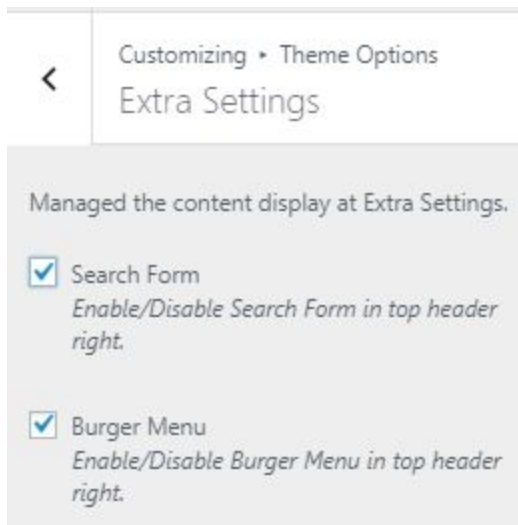 Customizing ▸ Theme Options
Extra Settings
Managed the content display at Extra Settings.
Search Form
Enable/Disable Search Form in top header
right.
Burger Menu
Enable/Disable Burger Menu in top header
right.